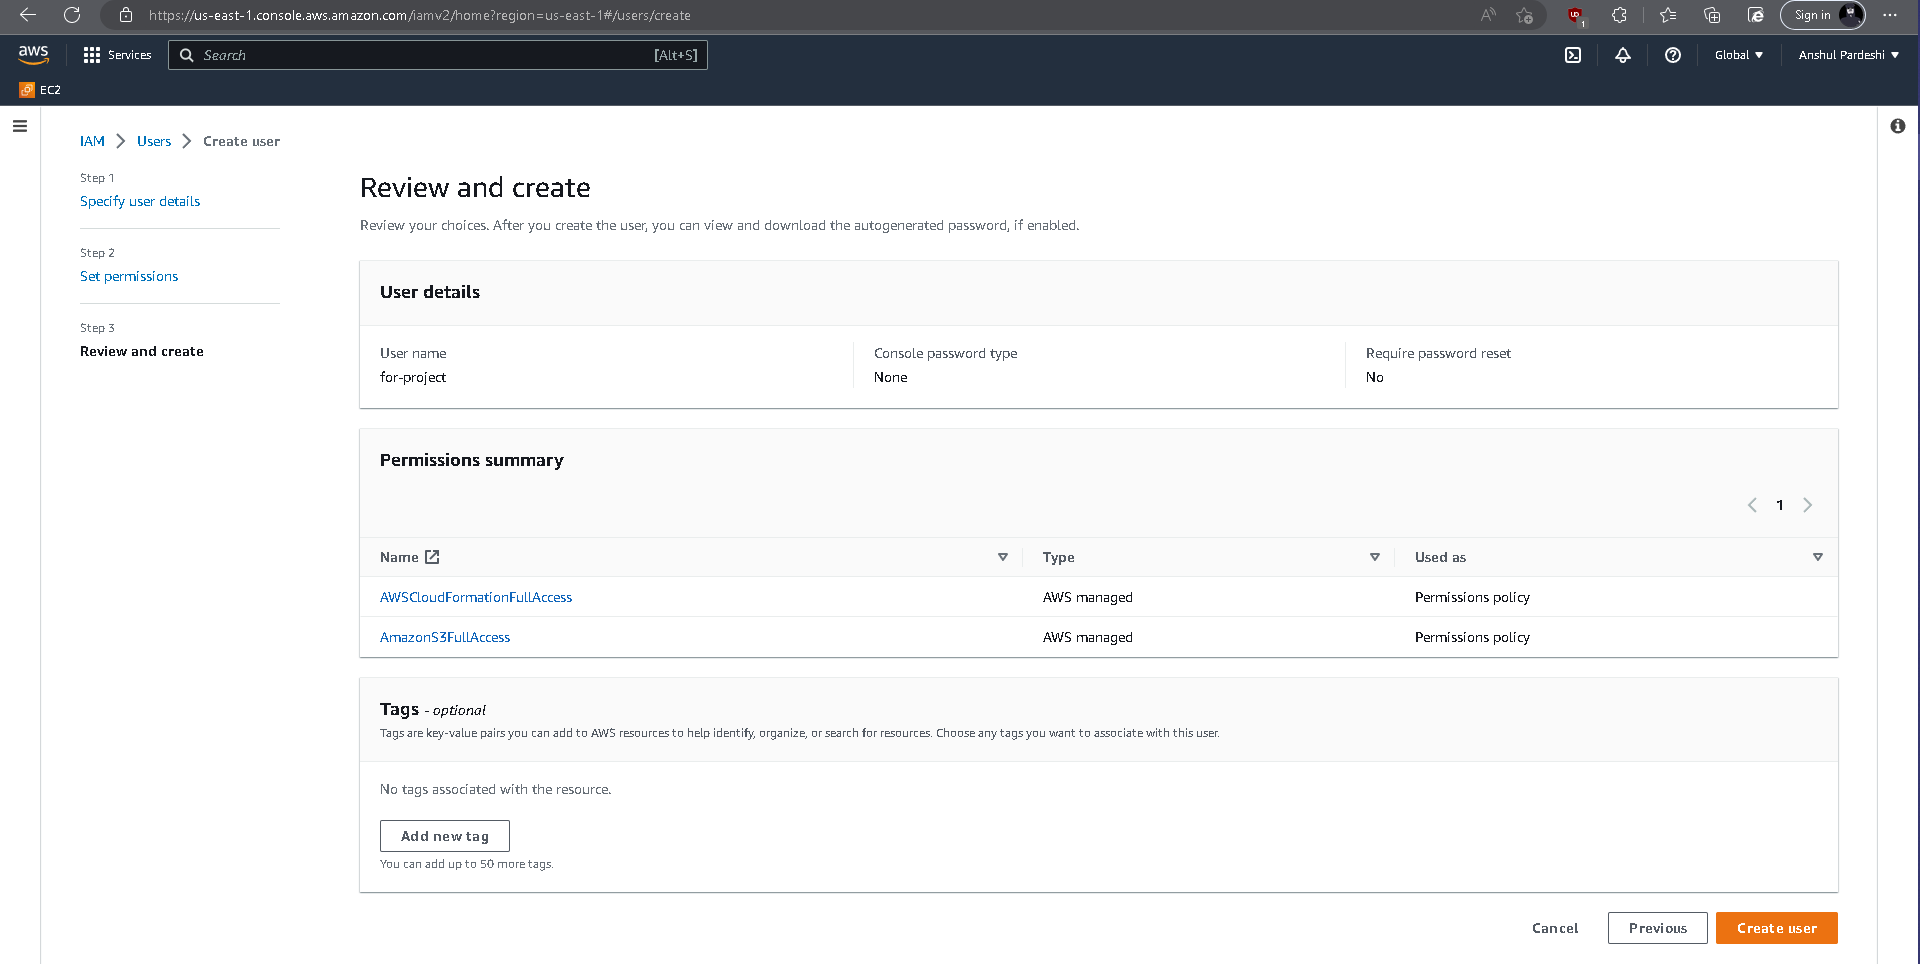 https://us-east-1.console.aws.amazon.com/iamv2/home?region=us-east-1#/users/create
Sign in
aws
Services
Search
[Alt+S]
Global
Anshul Pardeshi
EC2
IAM
Users
Create user
Step 1
Specify user details
Step 2
Set permissions
Step 3
Review and create
Review and create
Review your choices. After you create the user, you can view and download the autogenerated password, if enabled.
User details
User name
for-project
Console password type
None
Require password reset
No
Permissions summary
1
Name
Type
Used as
AWSCloudFormationFullAccess
AWS managed
Permissions policy
AmazonS3FullAccess
AWS managed
Permissions policy
Tags - optional
Tags are key-value pairs you can add to AWS resources to help identify, organize, or search for resources. Choose any tags you want to associate with this user.
No tags associated with the resource.
Add new tag
You can add up to 50 more tags.
Cancel
Previous
Create user